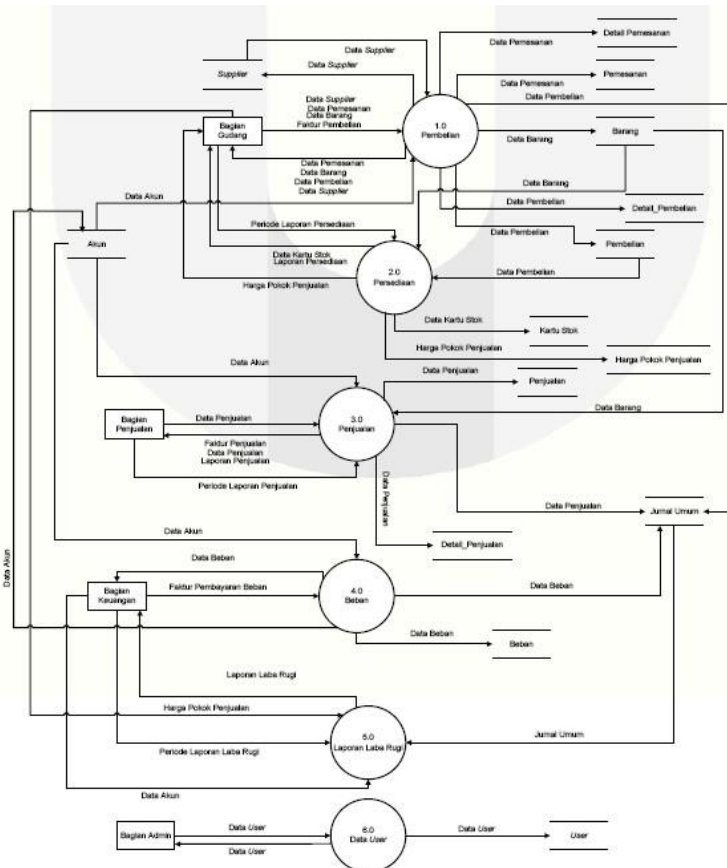 Data Supplier
Data Pemesanan
Detail Pemesanan
Supplier
Data Supplier
Data Pemesanan
Pemesanan
Data Pembelian
Data Supplier
Data Pemesanan
Data Barang
Faktur Pembelian
Bagian
Gudang
1.0
Pembelian
Barang
Data Barang
Data Pemesanan
Data Barang
Data Pembelian
Data Supplier
Data Barang
Data Akun
Data Pembelian
Detail_Pembelian
Periode Laporan Persediaan
Data Pembelian
Akun
Pembelian
Data Kartu Stok
Laporan Persediaan
2.0
Persediaan
Data Pembelian
Harga Pokok Penjualan
Data Kartu Stok
Kartu Stok
Harga Pokok Penjualan
Harga Pokok Penjualan
Data Akun
Data Penjualan
Penjualan
Bagian
Penjualan
Data Penjualan
3.0
Penjualan
Data Barang
Faktur Penjualan
Data Penjualan
Laporan Penjualan
Periode Laporan Penjualan
Data Penjualan
Data Penjualan
Jurnal Umum
Data Akun
Detail_Penjualan
Data Beban
Data Akun
Bagian
Keuangan
Faktur Pembayaran Beban
4.0
Beban
Data Beban
Data Beban
Beban
Laporan Laba Rugi
Harga Pokok Penjualan
5.0
Laporan Laba Rugi
Jurnal Umum
Periode Laporan Laba Rugi
Data Akun
Bagian Admin
Data User
Data User
6.0
Data User
Data User
User